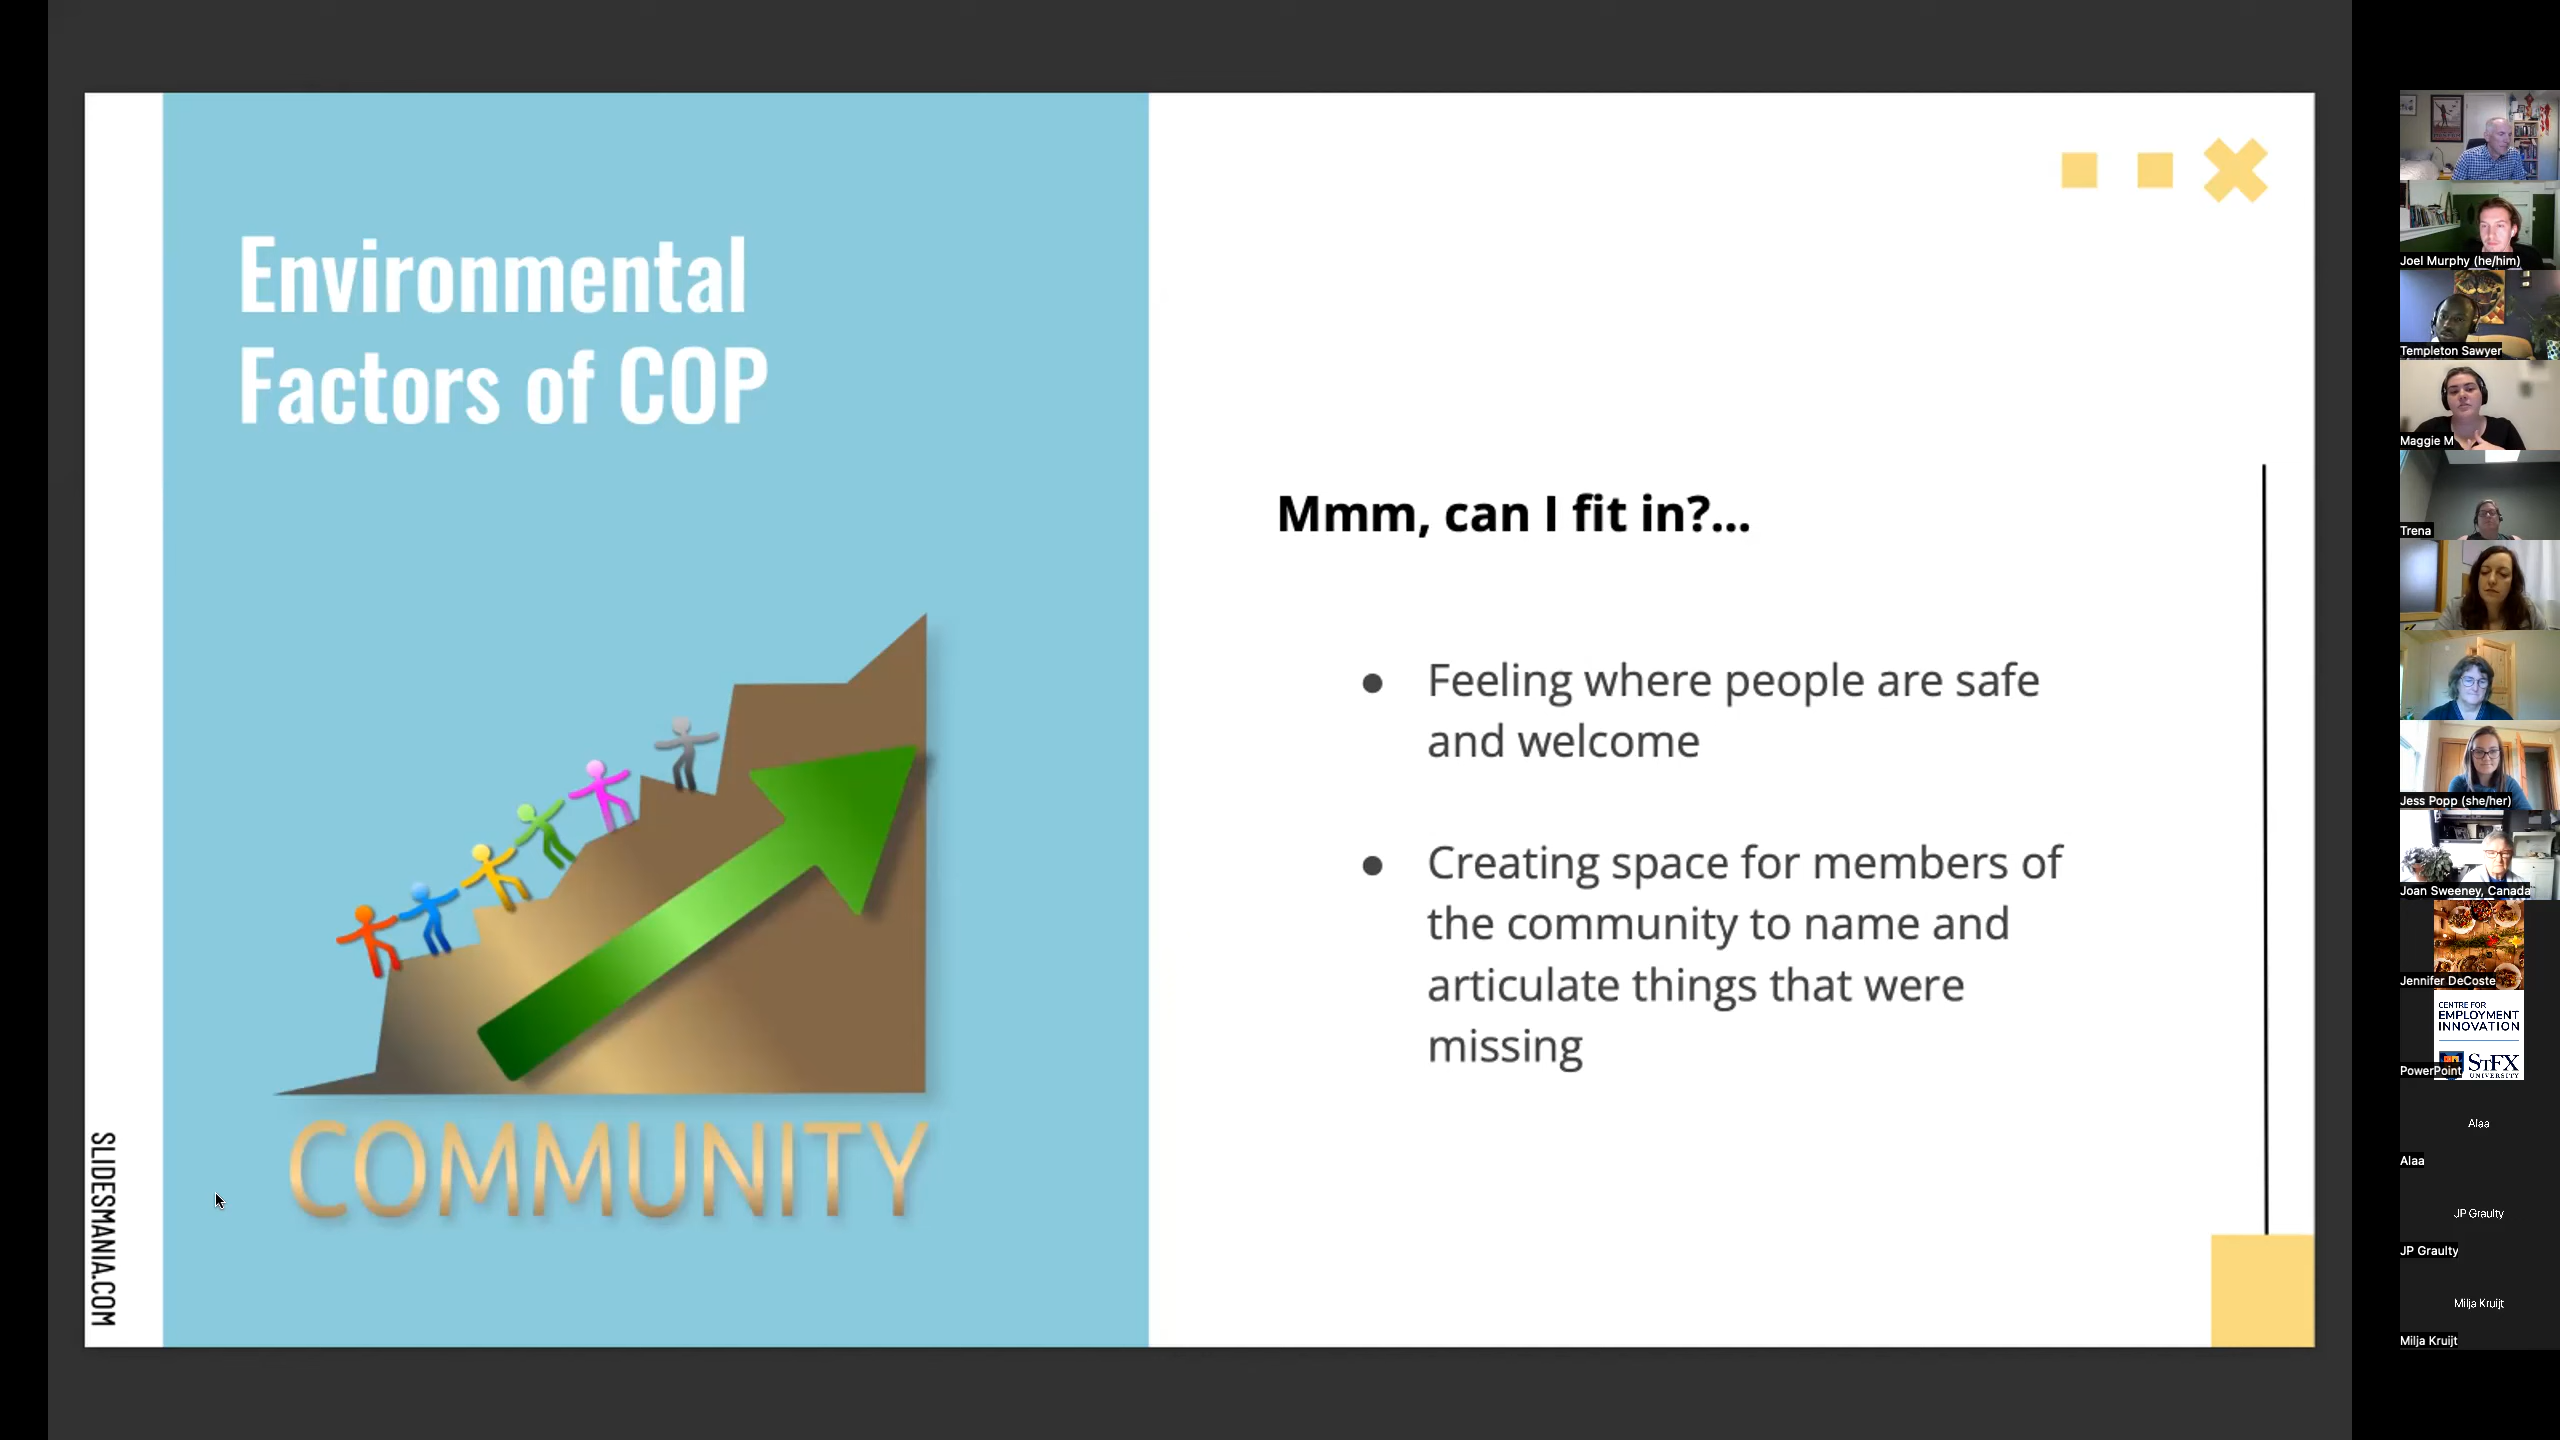 Environmental
Factors of COP
COMMUNITY
SLIDESMANIA.COM
Mmm, can I fit in?...
● Feeling where people are safe
and welcome
● Creating space for members of
the community to name and
articulate things that were
missing
Joel Murphy (he/him)
Templeton Sawyer
Maggie M
Trena
Jess Popp (she/her)
Joan Sweeney, Canada
Jennifer DeCoste
CENTRE FOR
EMPLOYMENT
INNOVATION
STFX
UNIVERSITY
PowerPoint
Alaa
Alaa
JP Graulty
JP Graulty
Milja Kruijt
Milja Kruijt